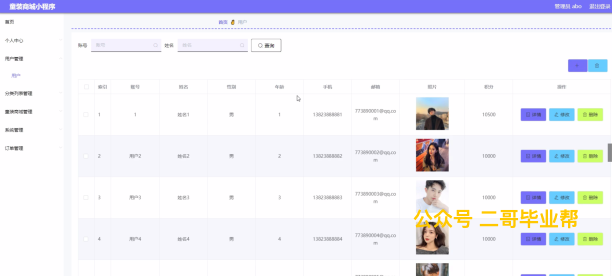 童装商城小程序 管理员 abo 退出登录
首页 用户
首页
个人中心
用户管理
用户
分类列表管理
童装商城管理
系统管理
订单管理
账号 账号 姓名 姓名 查询
索引 账号 姓名 性别 年龄 手机 邮箱 照片 积分 操作
1 1 姓名1 男 1 13823888881 773890001@qq.com 10500 详情 修改 删除
2 用户2 姓名2 男 2 13823888882 773890002@qq.com 10000 详情 修改 删除
3 用户3 姓名3 男 3 13823888883 773890003@qq.com 10000 详情 修改 删除
4 用户4 姓名4 男 4 13823888884 773890004@qq.com 10000 详情 修改 删除
公众号 二哥毕业帮